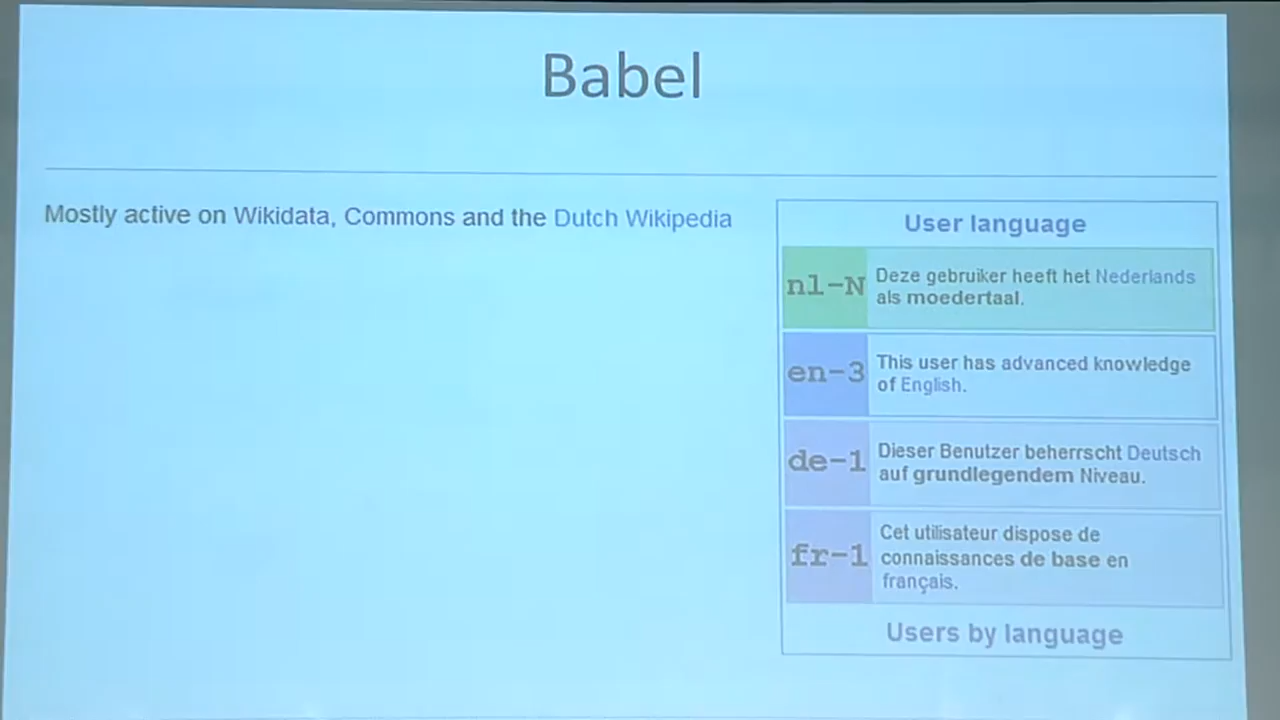 Babel
Mostly active on Wikidata, Commons and the Dutch Wikipedia
User language
nl-N
Deze gebruiker heeft het Nederlands
als moedertaal.
en-3
This user has advanced knowledge
of English.
de-1
Dieser Benutzer beherrscht Deutsch
auf grundlegendem Niveau.
fr-1
Cet utilisateur dispose de
connaissances de base en
français.
Users by language